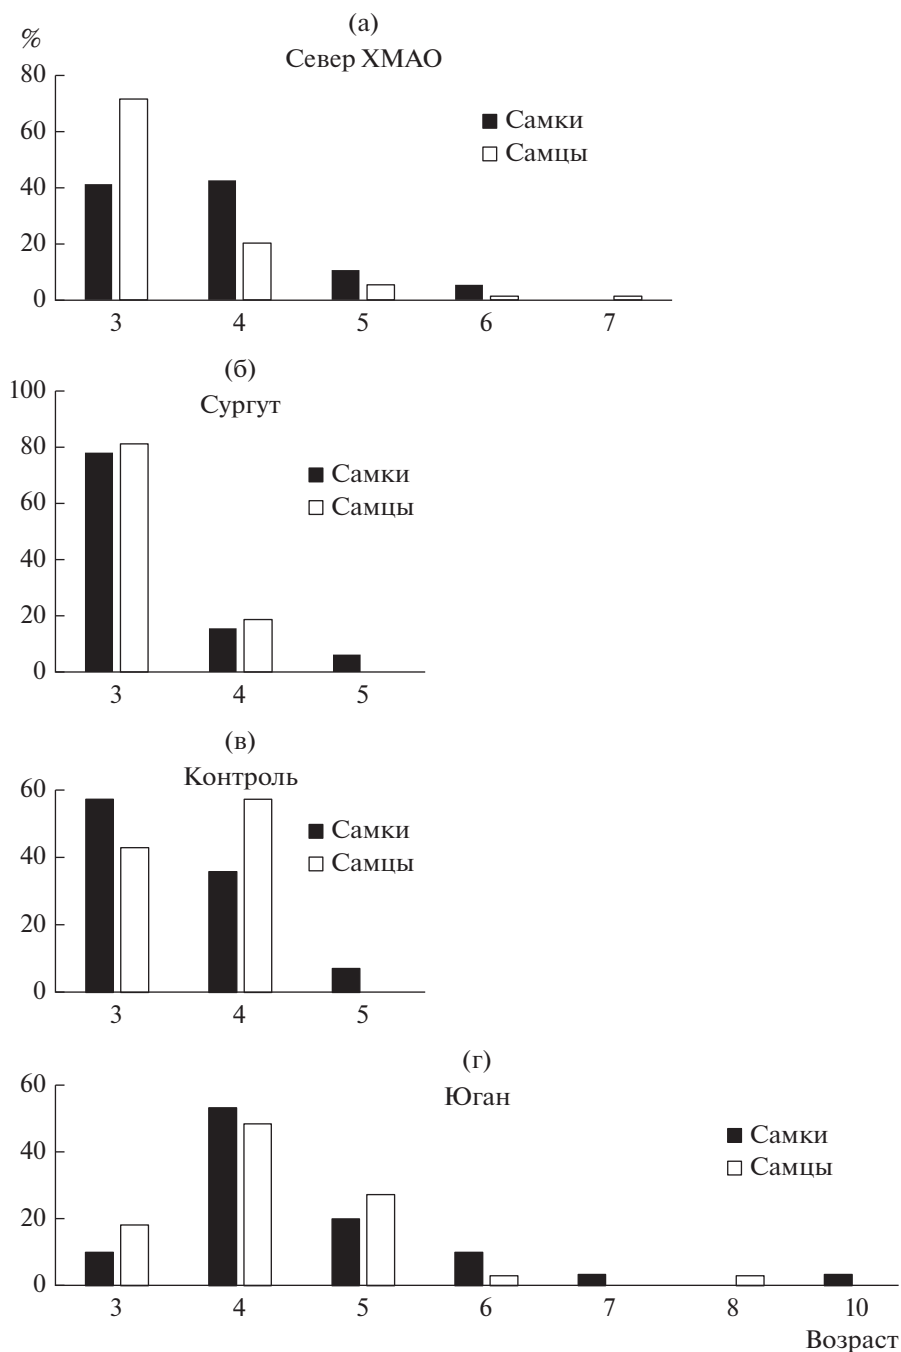 (а)
%
Север ХМАО
80
Самки
60
Самцы
40
20
0
3 4 5 6 7
(б)
100
Сургут
80
Самки
Самцы
60
40
20
0
3 4 5
(в)
Контроль
60
Самки
Самцы
40
20
0
3 4 5
(г)
60
Юган
Самки
Самцы
40
20
0
3 4 5 6 7 8 10
Возраст